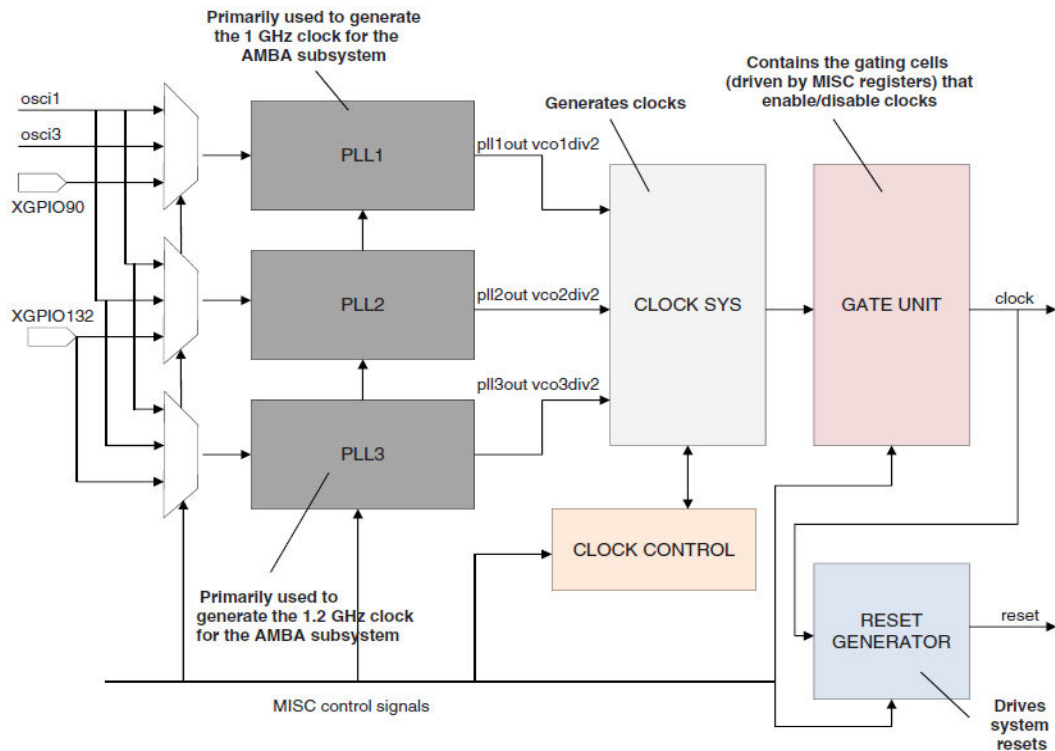 Primarily used to generate
the 1 GHz clock for the
AMBA subsystem
Contains the gating cells
(driven by MISC registers) that
enable/disable clocks
Generates clocks
osci1
osci3
XGPIO90
XGPIO132
PLL1
PLL2
PLL3
pll1out vco1div2
pll2out vco2div2
pll3out vco3div2
CLOCK SYS
GATE UNIT
clock
CLOCK CONTROL
Primarily used to
generate the 1.2 GHz clock
for the AMBA subsystem
RESET
GENERATOR
reset
MISC control signals
Drives
system
resets